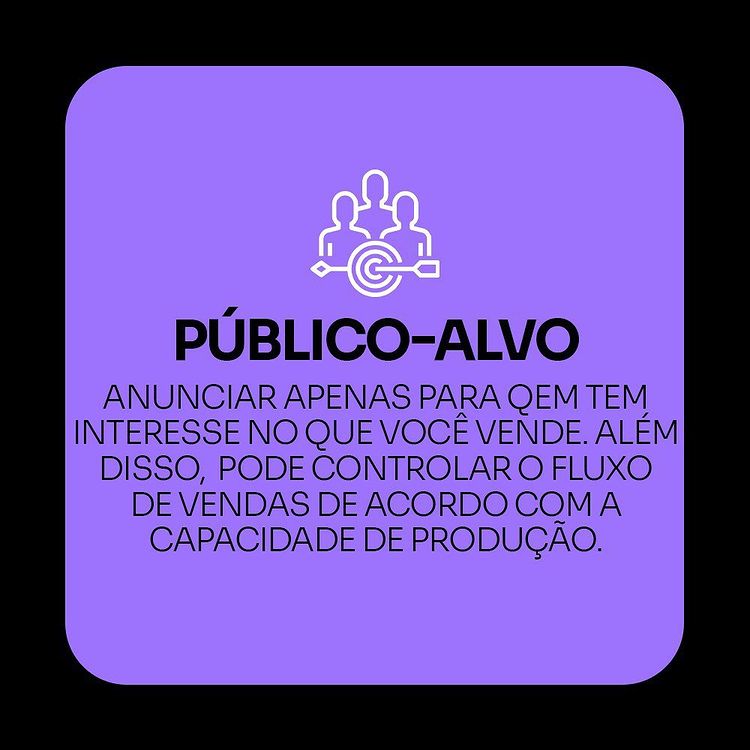 PÚBLICO-ALVO
ANUNCIAR APENAS PARA QEM TEM
INTERESSE NO QUE VOCÊ VENDE. ALÉM
DISSO, PODE CONTROLAR O FLUXO
DE VENDAS DE ACORDO COM A
CAPACIDADE DE PRODUÇÃO.